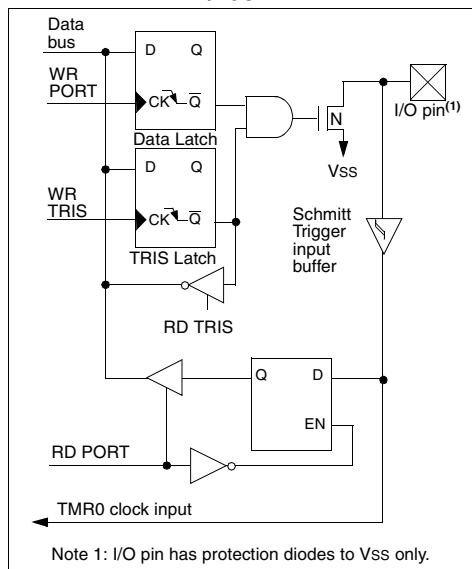 Data
bus
D Q
WR
PORT
CK Q
Data Latch
N
I/O pin(1)
VSS
D Q
WR
TRIS
CK Q
TRIS Latch
Schmitt
Trigger
input
buffer
RD TRIS
Q D
EN
RD PORT
TMR0 clock input
Note 1: I/O pin has protection diodes to VSS only.